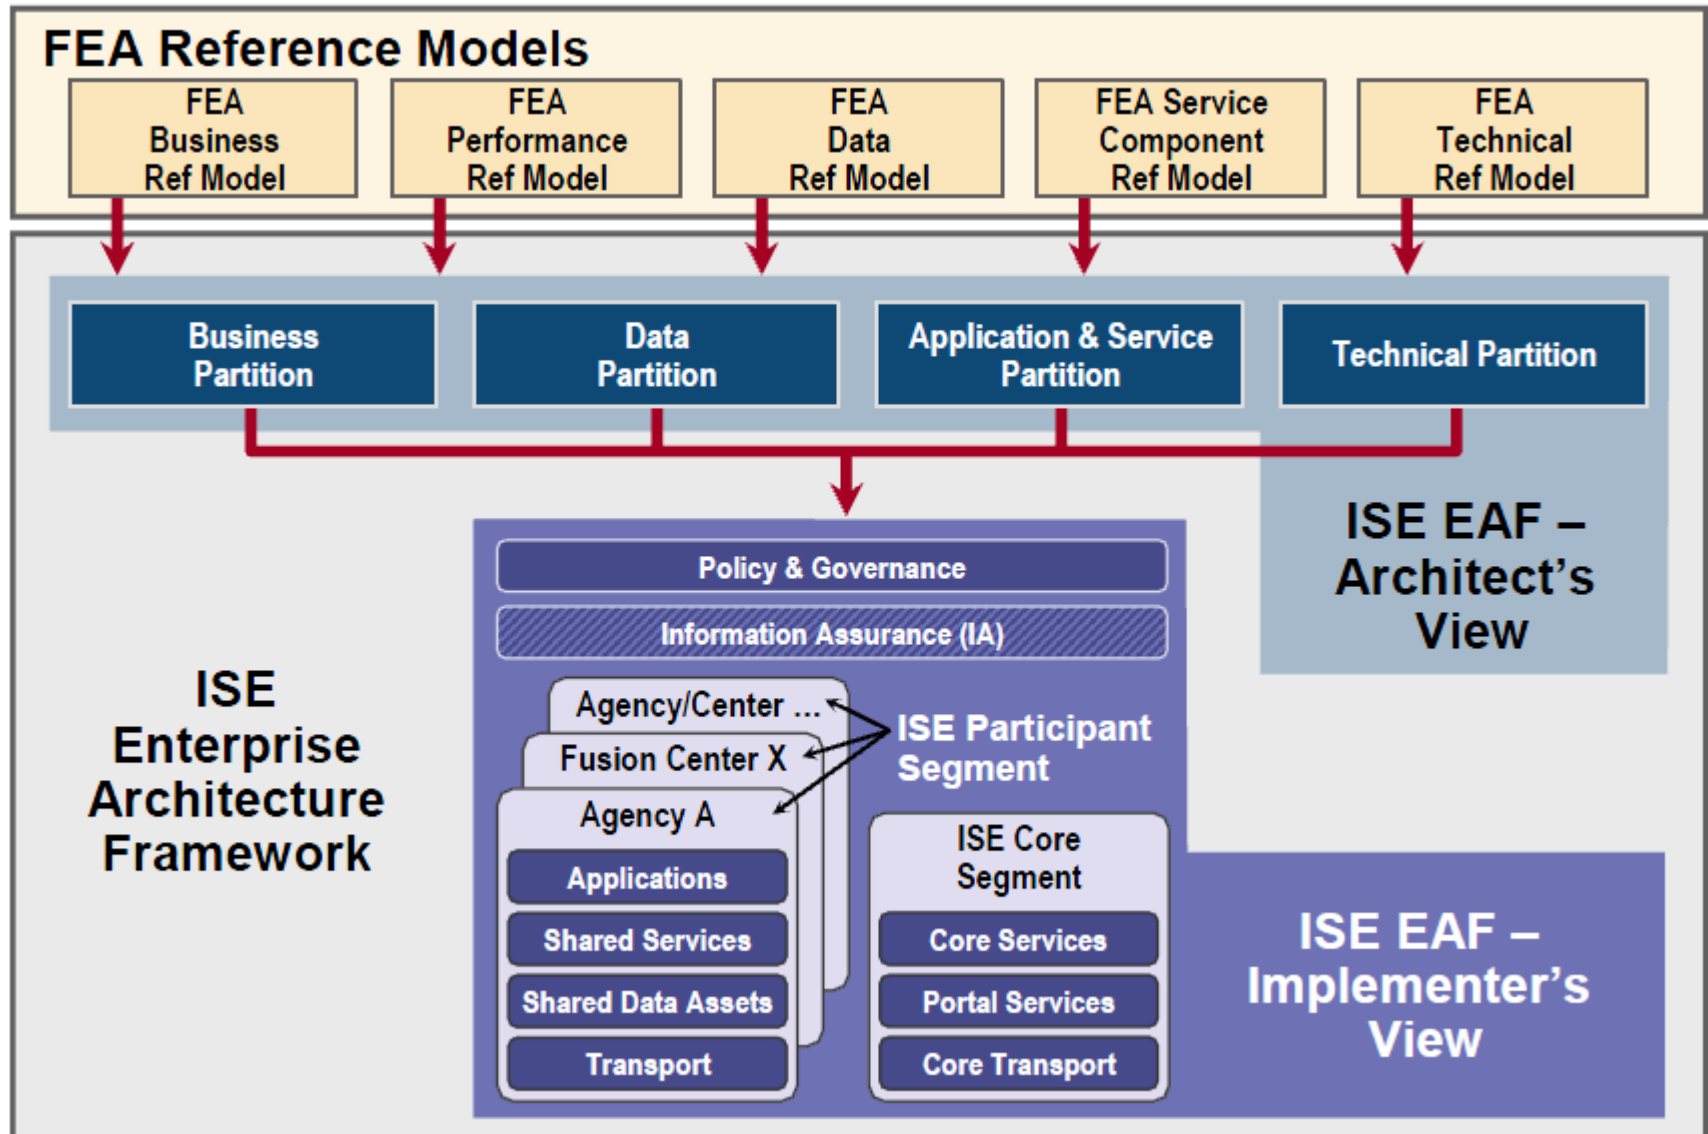 FEA Reference Models
FEA
Business
Ref Model
FEA
Performance
Ref Model
FEA
Data
Ref Model
FEA Service
Component
Ref Model
FEA
Technical
Ref Model
Business
Partition
Data
Partition
Application & Service
Partition
Technical Partition
ISE EAF –
Architect's
View
Policy & Governance
Information Assurance (IA)
ISE
Enterprise
Architecture
Framework
Agency/Center ...
Fusion Center X
Agency A
Applications
Shared Services
Shared Data Assets
Transport
ISE Participant
Segment
ISE Core
Segment
Core Services
Portal Services
Core Transport
ISE EAF –
Implementer's
View